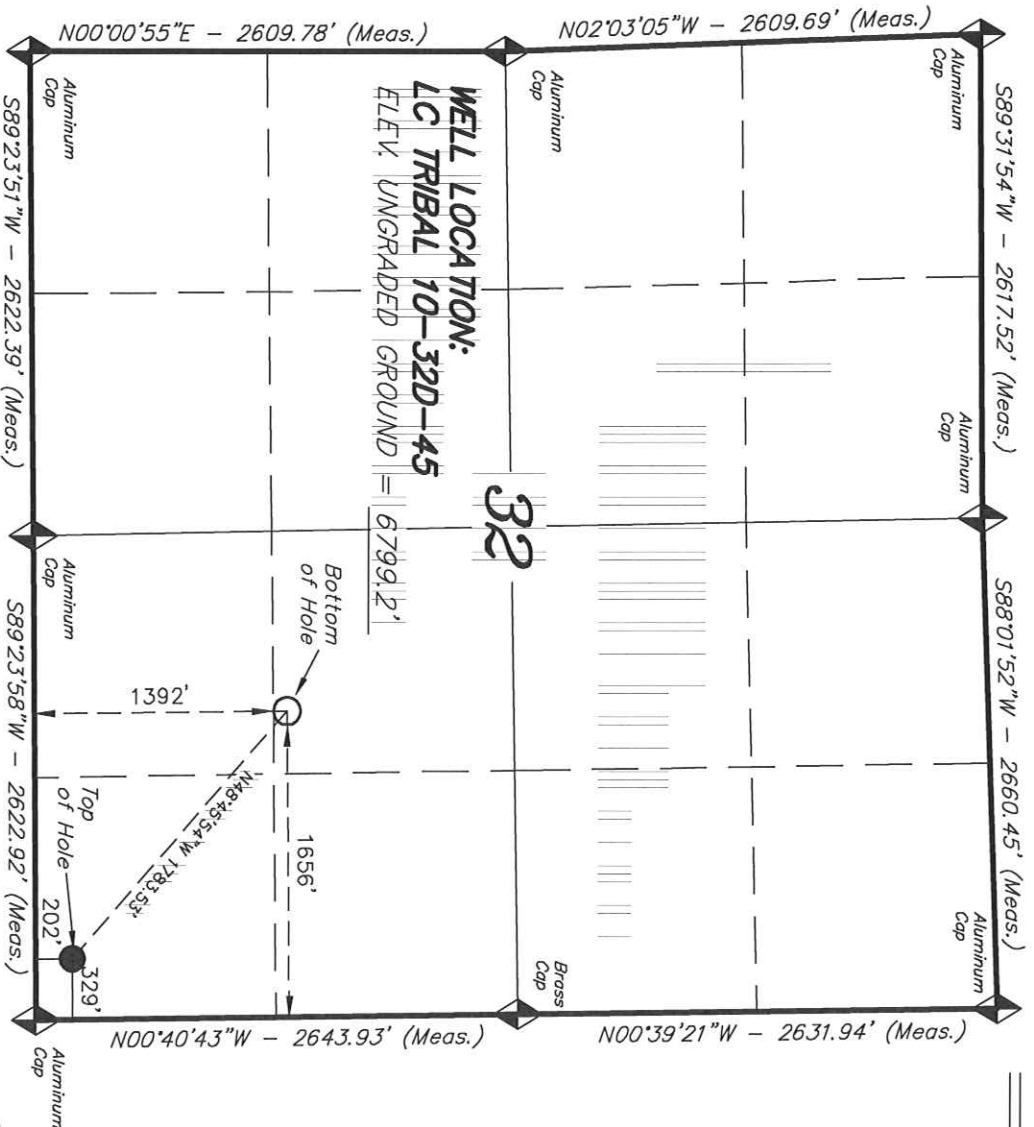 N00°00'55"E - 2609.78' (Meas.)
N02°03'05"W - 2609.69' (Meas.)
Aluminum
Cap
Aluminum
Cap
Aluminum
Cap
S89°31'54"W - 2617.52' (Meas.)
Aluminum
Cap
S88°01'52"W - 2660.45' (Meas.)
Aluminum
Cap
WELL LOCATION:
LC TRIBAL 10-32D-45
ELEV. UNGRADED GROUND = 6799.2'
32
Bottom
of Hole
1392'
1656'
N48°45'54"W 1783.53'
Top
of Hole
202'
329'
Brass
Cap
S89°23'51"W - 2622.39' (Meas.)
Aluminum
Cap
S89°23'58"W - 2622.92' (Meas.)
Aluminum
Cap
N00°40'43"W - 2643.93' (Meas.)
N00°39'21"W - 2631.94' (Meas.)